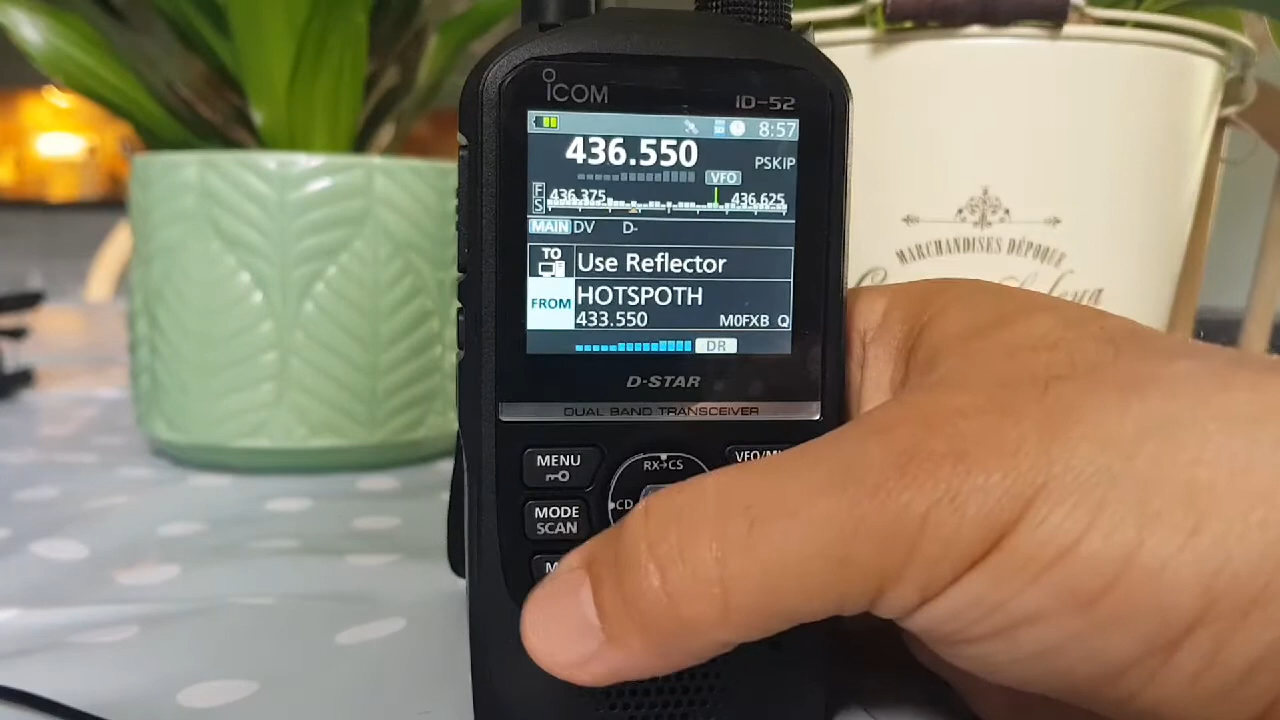 ICOM
ID-52
8:57
436.550
PSKIP
VFO
F
S
436.375
436.625
MAIN DV D-
TO
Use Reflector
FROM
HOTSPOTH
433.550
M0FXB Q
DR
D-STAR
DUAL BAND TRANSCEIVER
MENU
RX→CS
CD
MODE
SCAN
MARCHANDISES DÉPOQUE